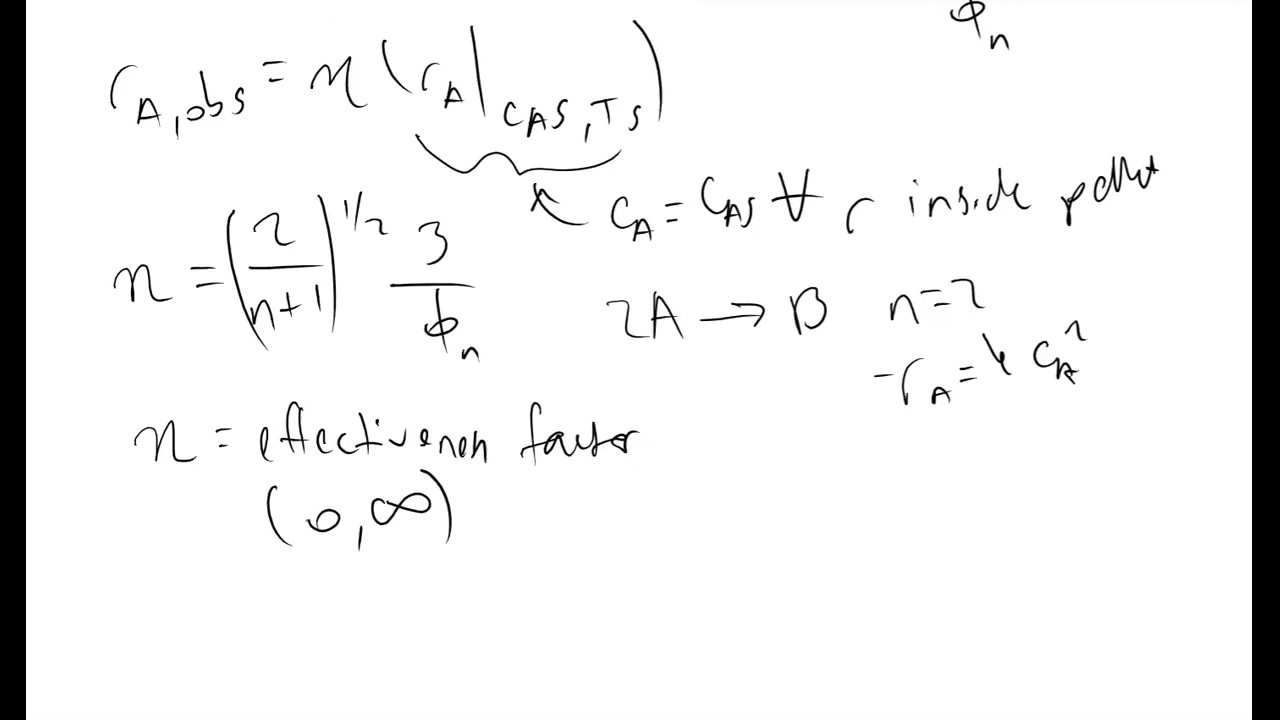 ϕn
rA,obs = η (rA|CAS,TS)
CA = CAS ∀ r inside pellet
η = (2/(n+1))^1/2 3/ϕn
2A → B n=2
-rA = k CA^2
η = effectiveness factor
(0,∞)